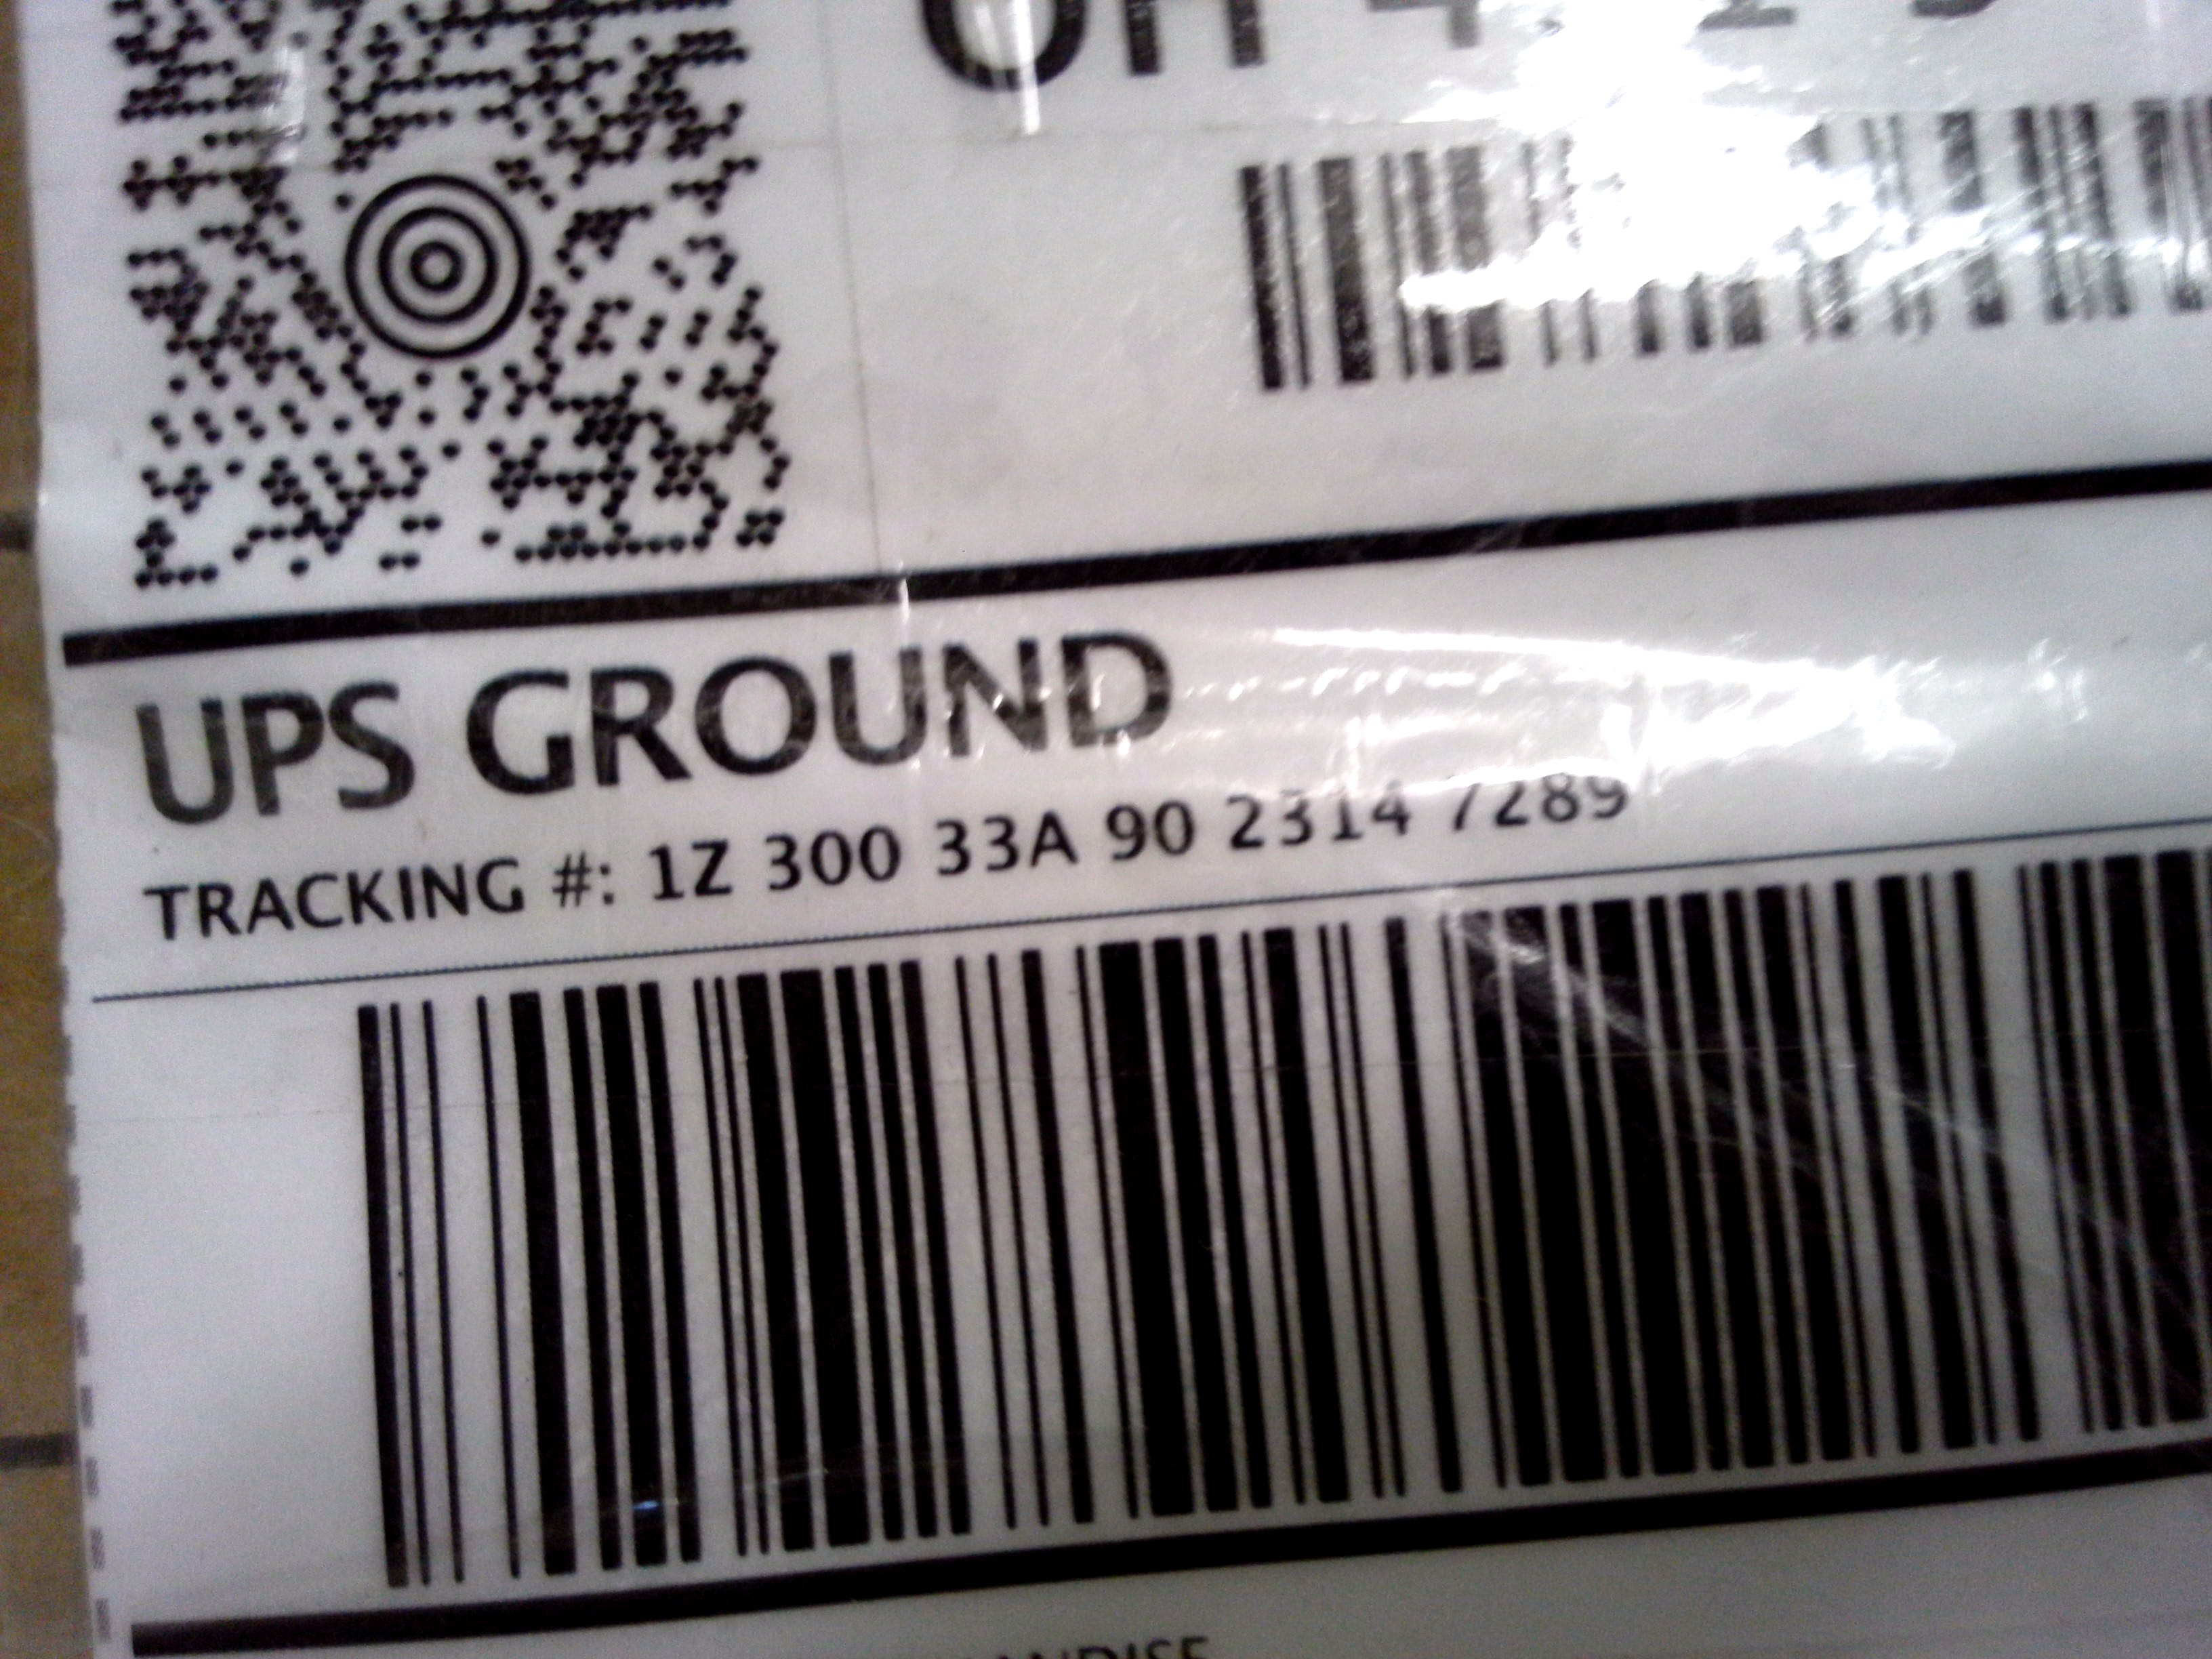 UPS GROUND
TRACKING #: 1Z 300 33A 90 2314 7289